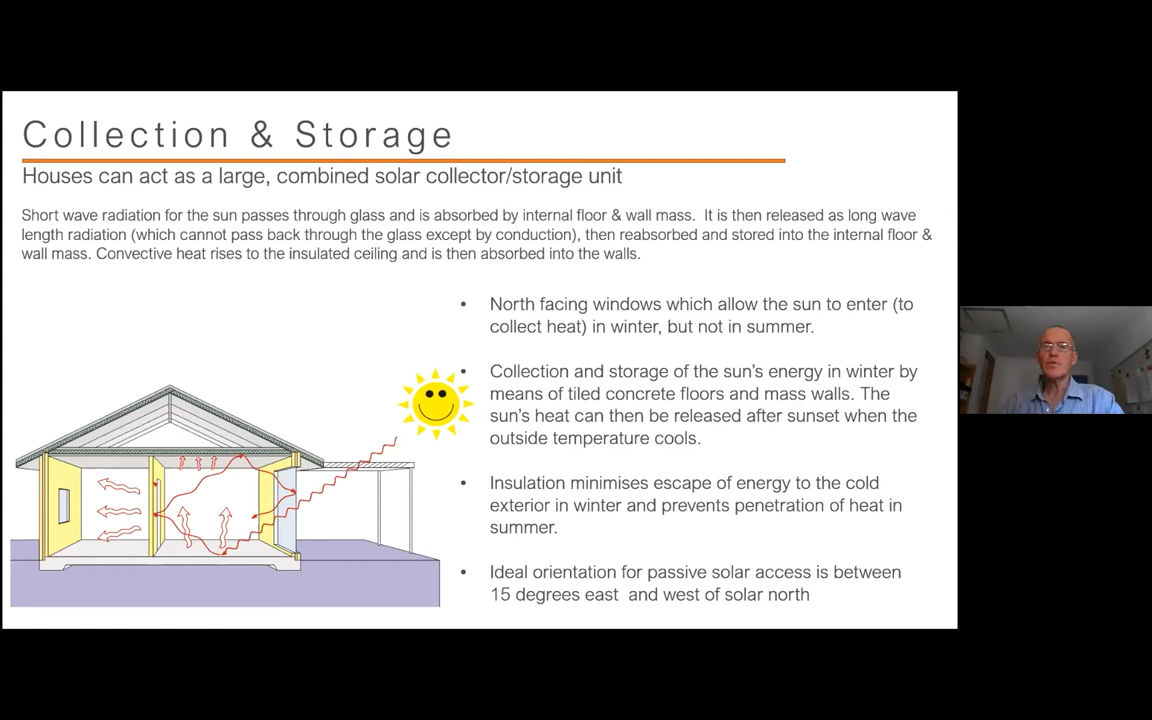 Collection & Storage
Houses can act as a large, combined solar collector/storage unit
Short wave radiation for the sun passes through glass and is absorbed by internal floor & wall mass. It is then released as long wave
length radiation (which cannot pass back through the glass except by conduction), then reabsorbed and stored into the internal floor &
wall mass. Convective heat rises to the insulated ceiling and is then absorbed into the walls.
• North facing windows which allow the sun to enter (to
collect heat) in winter, but not in summer.
• Collection and storage of the sun's energy in winter by
means of tiled concrete floors and mass walls. The
sun's heat can then be released after sunset when the
outside temperature cools.
• Insulation minimises escape of energy to the cold
exterior in winter and prevents penetration of heat in
summer.
• Ideal orientation for passive solar access is between
15 degrees east and west of solar north